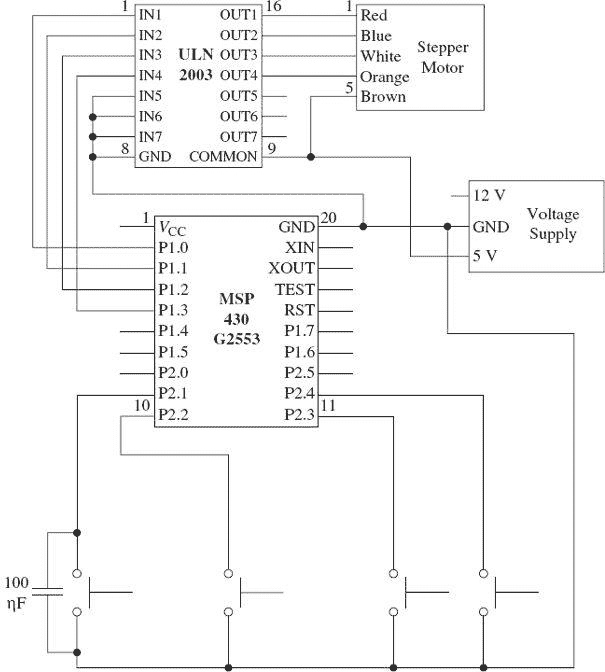 1 IN1 OUT1 16 1 Red
IN2 OUT2 Blue
IN3 ULN OUT3 White Stepper
IN4 2003 OUT4 Orange Motor
IN5 OUT5 5 Brown
IN6 OUT6
IN7 OUT7
8 GND COMMON 9
12 V
GND Voltage
5 V Supply
1 VCC GND 20
P1.0 XIN
P1.1 XOUT
P1.2 MSP TEST
P1.3 430 RST
P1.4 G2553 P1.7
P1.5 P1.6
P2.0 P2.5
P2.1 P2.4
10 P2.2 P2.3 11
100
ηF